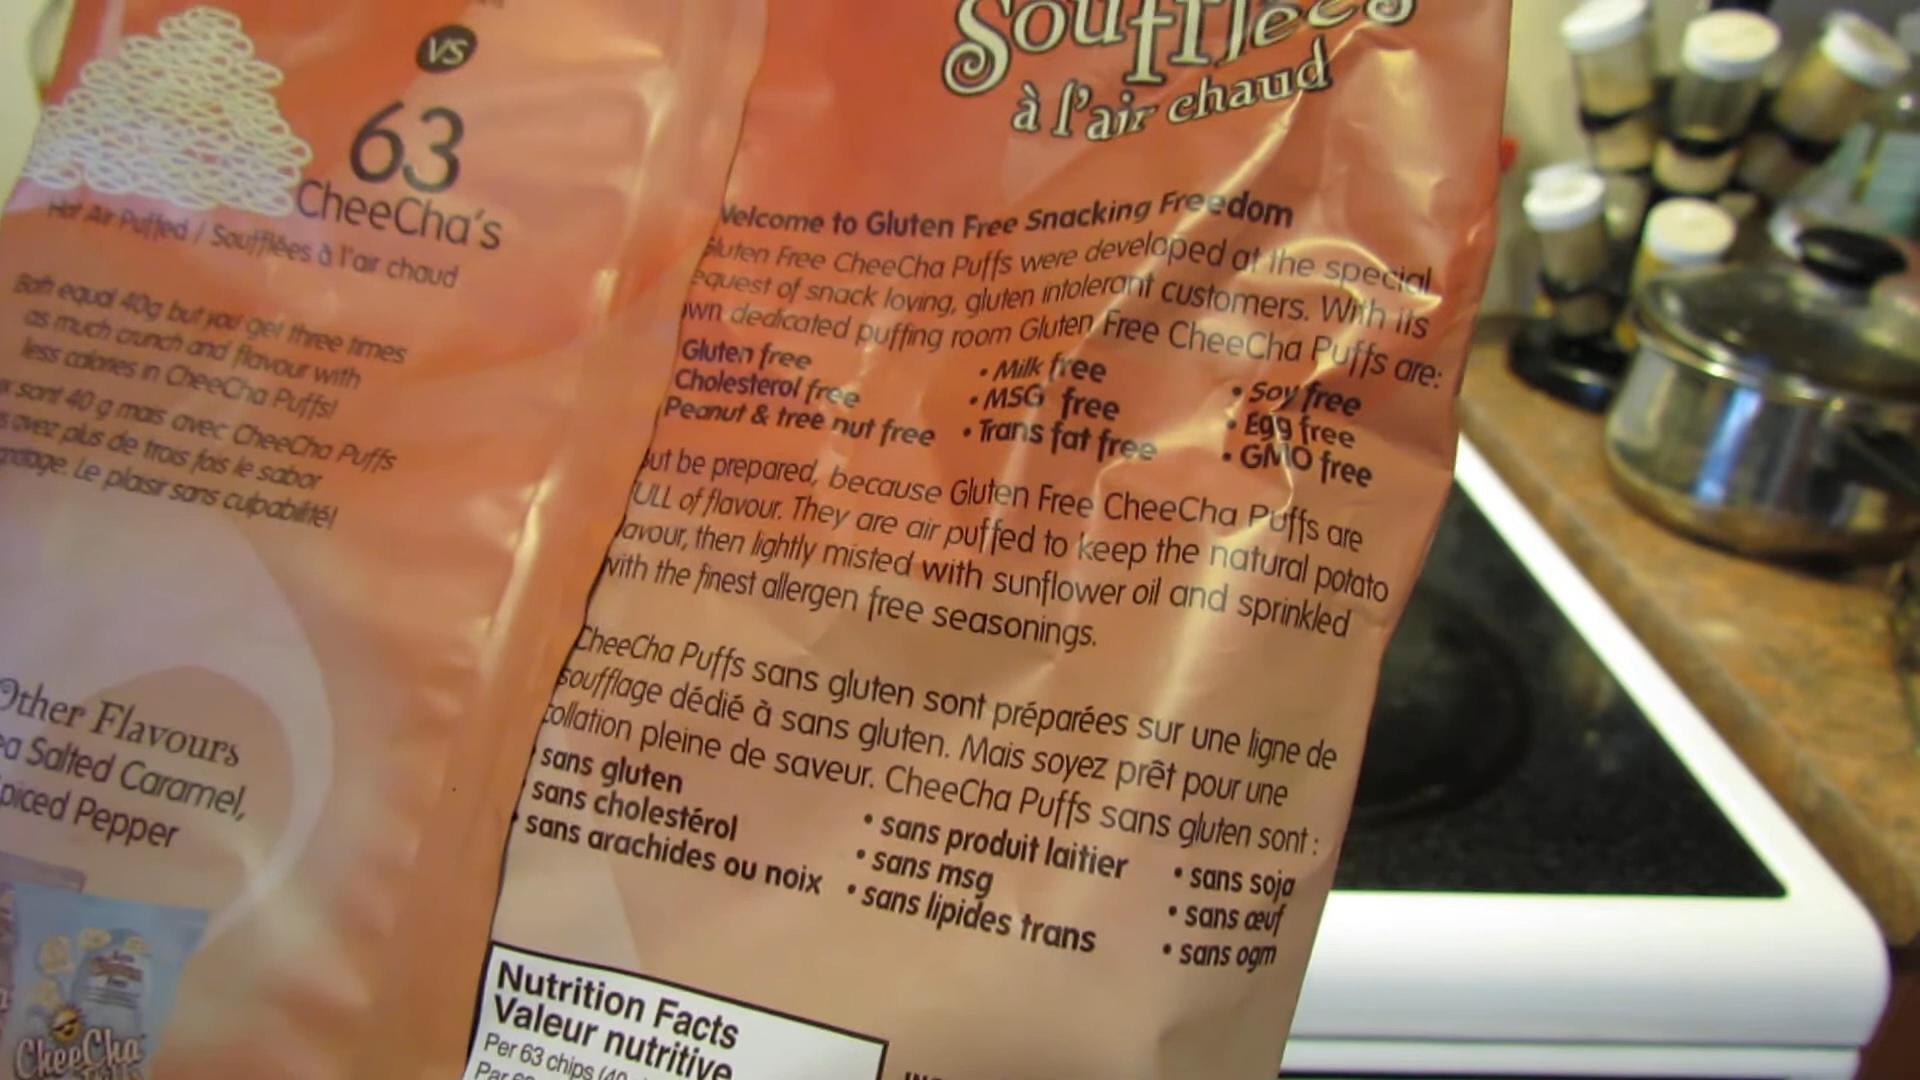 VS
63
CheeCha's
Hot Air Puffed / Soufflées à l'air chaud
Both equal 40g but you get three times
as much crunch and flavour with
less calories in CheeCha Puffs!
sont 40 g mais avec CheeCha Puffs
avez plus de trois fois le sabor
Le plaisir sans culpabilité!
Other Flavours
Salted Caramel,
Pepper
CheeCha
Soufflées
à l'air chaud
Welcome to Gluten Free Snacking Freedom
Gluten Free CheeCha Puffs were developed at the special
equest of snack loving, gluten intolerant customers. With its
wn dedicated puffing room Gluten Free CheeCha Puffs are:
Gluten free • Milk free • Soy free
Cholesterol free • MSG free • Egg free
Peanut & tree nut free • Trans fat free • GMO free
ut be prepared, because Gluten Free CheeCha Puffs are
ULL of flavour. They are air puffed to keep the natural potato
avour, then lightly misted with sunflower oil and sprinkled
with the finest allergen free seasonings.
CheeCha Puffs sans gluten sont préparées sur une ligne de
soufflage dédié à sans gluten. Mais soyez prêt pour une
collation pleine de saveur. CheeCha Puffs sans gluten sont :
• sans gluten • sans produit laitier • sans soja
• sans cholestérol • sans msg • sans œuf
• sans arachides ou noix • sans lipides trans • sans ogm
Nutrition Facts
Valeur nutritive
Per 63 chips (40